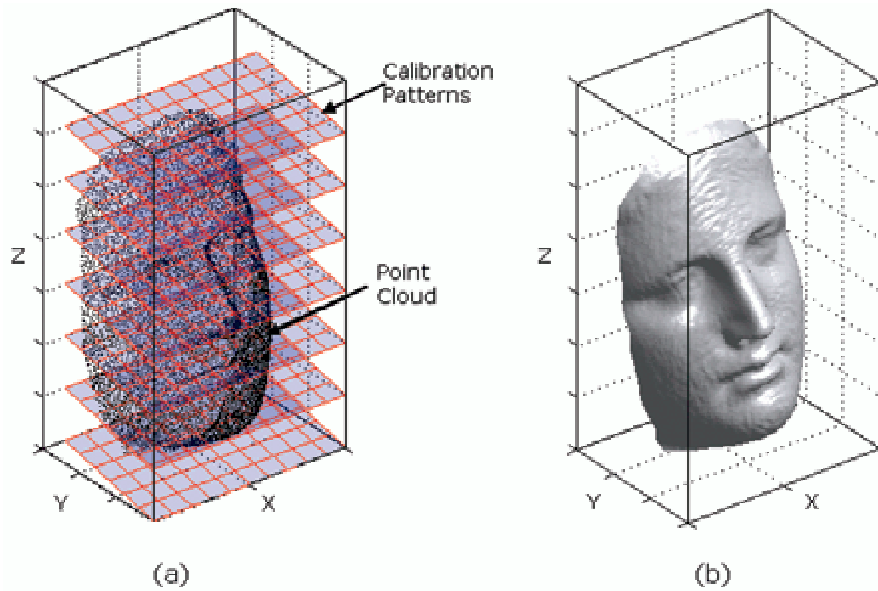 Calibration
Patterns
Point
Cloud
Z
Y
X
(a)
Z
Y
X
(b)